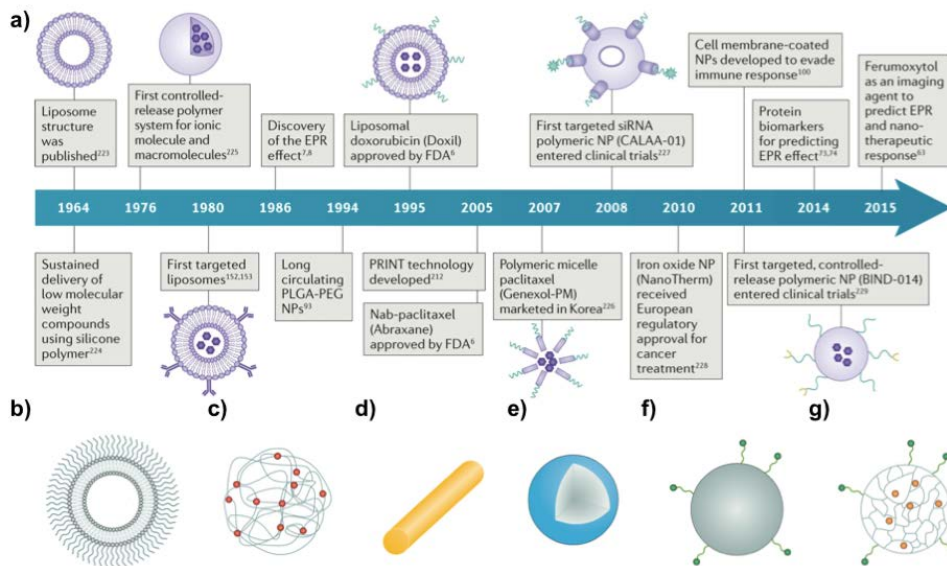 a)
Liposome
structure
was
published223
First controlled-
release polymer
system for ionic
molecule and
macromolecules225
Discovery
of the EPR
effect7,8
Liposomal
doxorubicin (Doxil)
approved by FDA6
First targeted siRNA
polymeric NP (CALAA-01)
entered clinical trials227
Cell membrane-coated
NPs developed to evade
immune response100
Protein
biomarkers
for predicting
EPR effect73,74
Ferumoxytol
as an imaging
agent to
predict EPR
and nano-
therapeutic
response63
1964 1976 1980 1986 1994 1995 2005 2007 2008 2010 2011 2014 2015
Sustained
delivery of
low molecular
weight
compounds
using silicone
polymer224
First targeted
liposomes152,153
Long
circulating
PLGA-PEG
NPs93
PRINT technology
developed212
Nab-paclitaxel
(Abraxane)
approved by FDA6
Polymeric micelle
paclitaxel
(Genexol-PM)
marketed in Korea226
Iron oxide NP
(NanoTherm)
received
European
regulatory
approval for
cancer
treatment228
First targeted, controlled-
release polymeric NP (BIND-014)
entered clinical trials229
b) c) d) e) f) g)